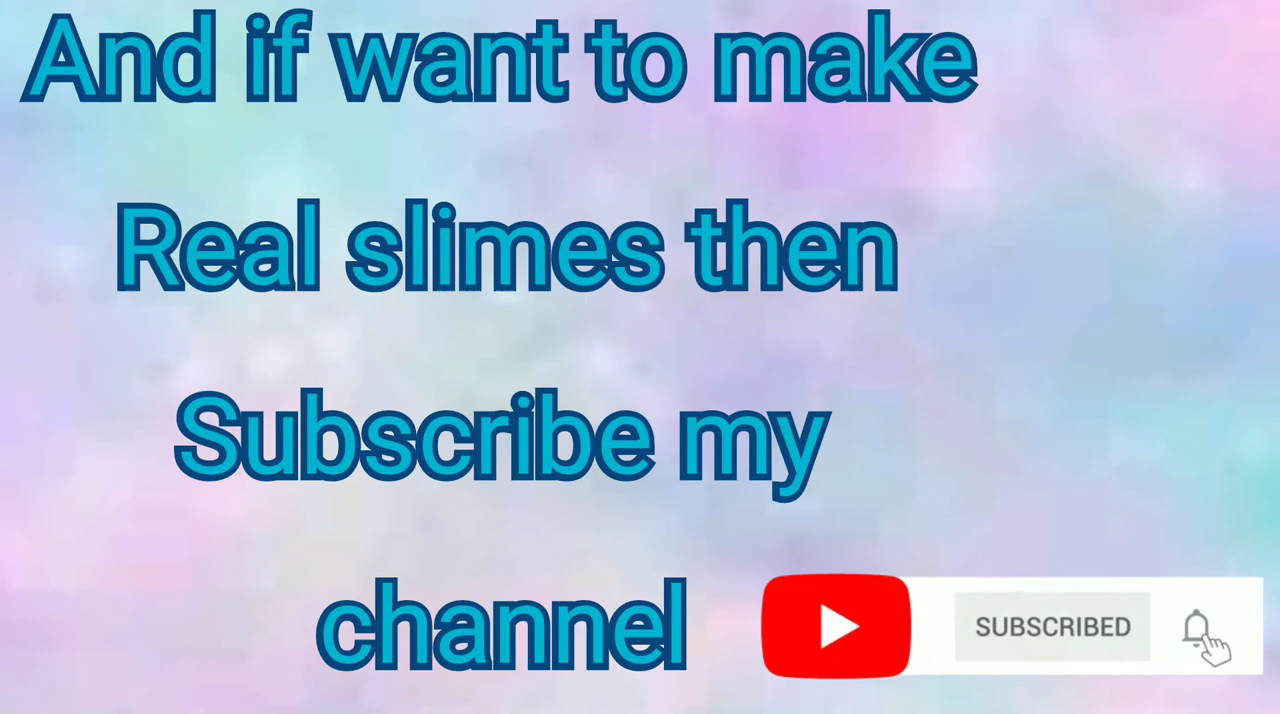 And if want to make
Real slimes then
Subscribe my
channel
SUBSCRIBED